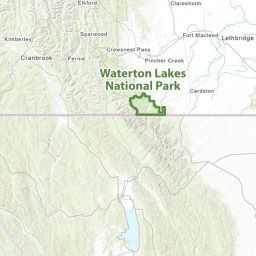 Elkford
Claresholm
Kimberley
Sparwood
Fort Macleod
Crowsnest Pass
Lethbridge
Cranbrook
Fernie
Pincher Creek
Waterton Lakes
National Park
Cardston